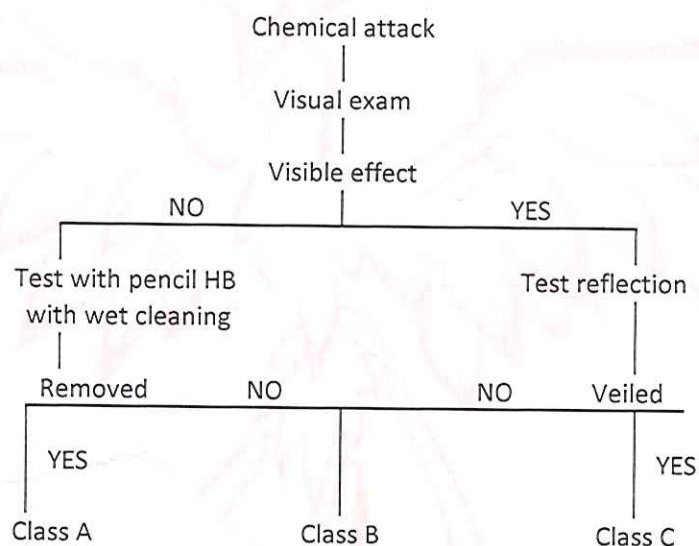 Chemical attack
Visual exam
Visible effect
NO YES
Test with pencil HB
with wet cleaning
Test reflection
Removed NO NO Veiled
YES YES
Class A Class B Class C